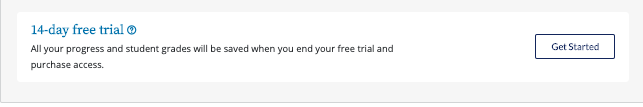 14-day free trial
All your progress and student grades will be saved when you end your free trial and
purchase access.
Get Started